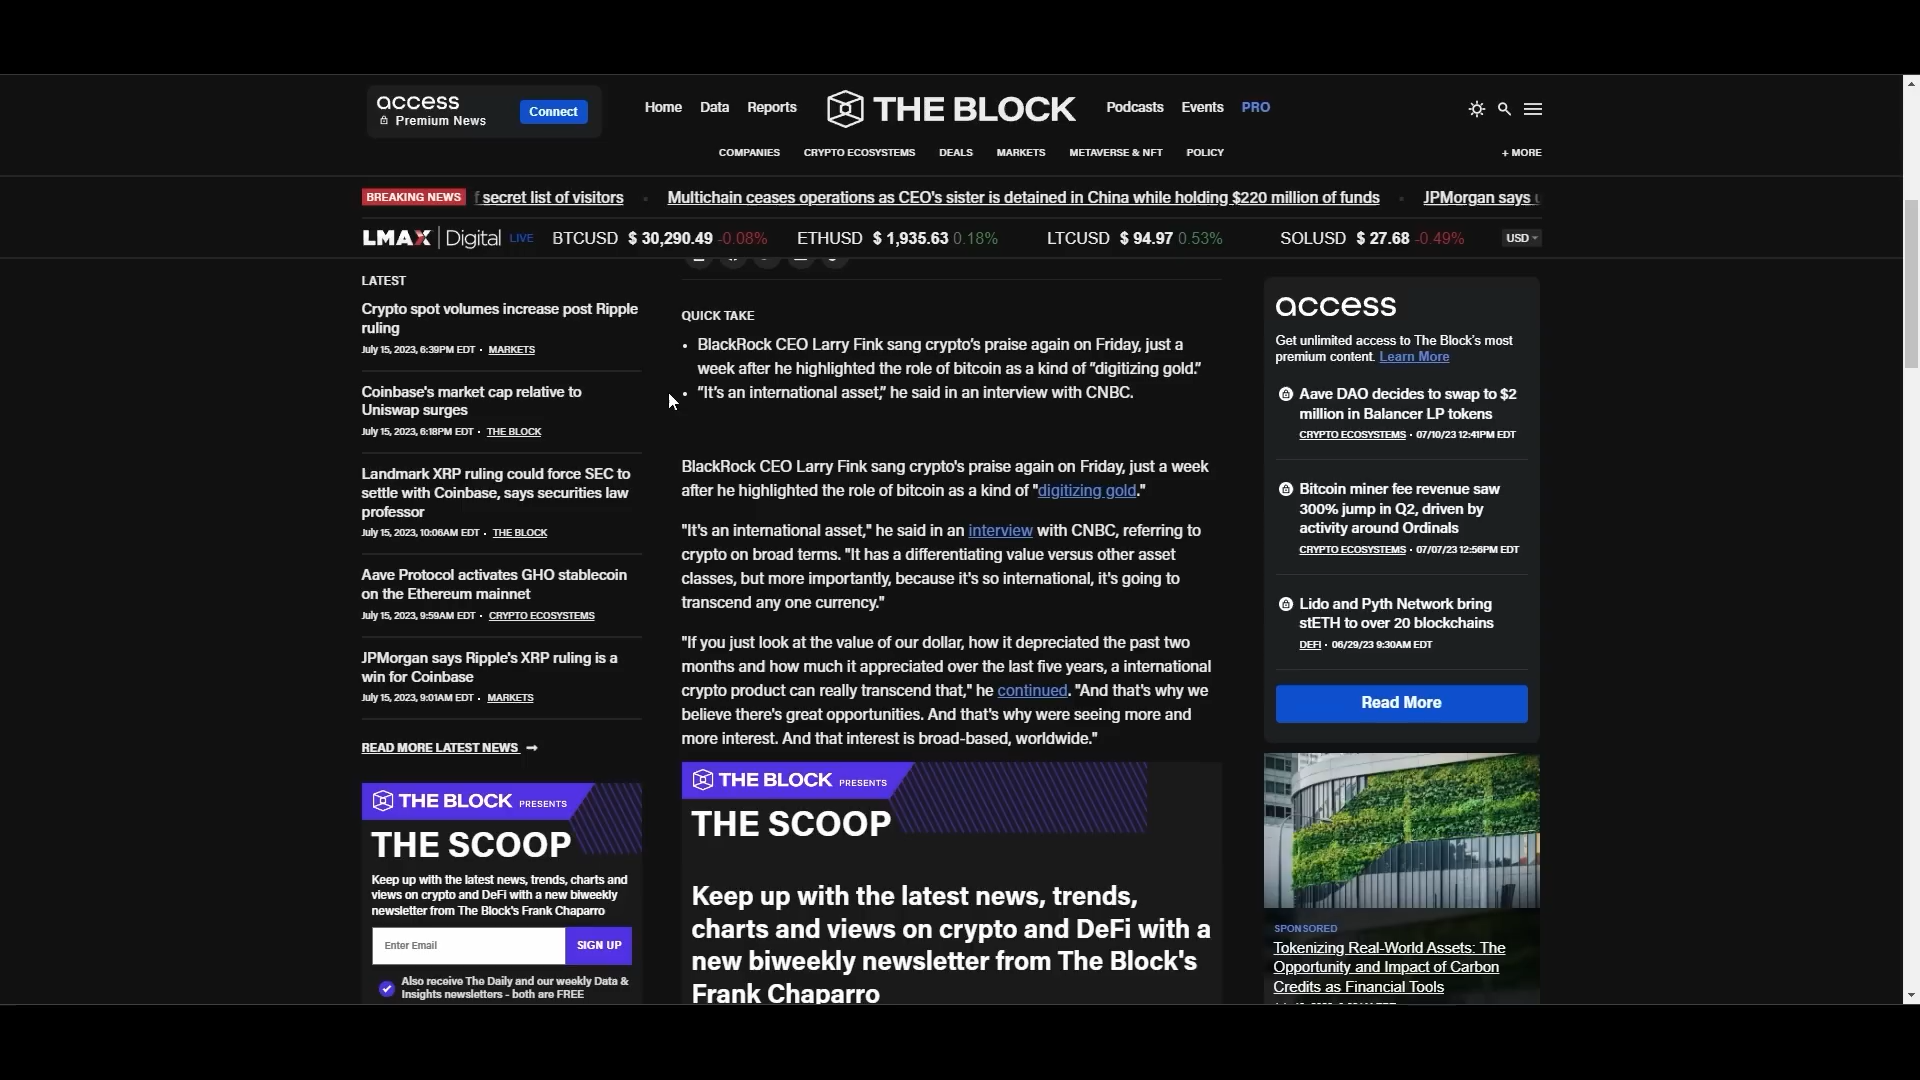 access
Premium News
Connect
Home
Data
Reports
THE BLOCK
Podcasts
Events
PRO
COMPANIES
CRYPTO ECOSYSTEMS
DEALS
MARKETS
METAVERSE & NFT
POLICY
+ MORE
BREAKING NEWS
secret list of visitors
Multichain ceases operations as CEO's sister is detained in China while holding $220 million of funds
JPMorgan says
LMAX Digital LIVE
BTCUSD $ 30,290.49 -0.08%
ETHUSD $ 1,935.63 0.18%
LTCUSD $ 94.97 0.53%
SOLUSD $ 27.68 -0.49%
USD
LATEST
Crypto spot volumes increase post Ripple
ruling
July 15, 2023, 6:39PM EDT · MARKETS
Coinbase's market cap relative to
Uniswap surges
July 15, 2023, 6:18PM EDT · THE BLOCK
Landmark XRP ruling could force SEC to
settle with Coinbase, says securities law
professor
July 15, 2023, 10:06AM EDT · THE BLOCK
Aave Protocol activates GHO stablecoin
on the Ethereum mainnet
July 15, 2023, 9:59AM EDT · CRYPTO ECOSYSTEMS
JPMorgan says Ripple's XRP ruling is a
win for Coinbase
July 15, 2023, 9:01AM EDT · MARKETS
READ MORE LATEST NEWS →
THE BLOCK PRESENTS
THE SCOOP
Keep up with the latest news, trends, charts and
views on crypto and DeFi with a new biweekly
newsletter from The Block's Frank Chaparro
Enter Email
SIGN UP
Also receive The Daily and our weekly Data &
Insights newsletters - both are FREE
QUICK TAKE
• BlackRock CEO Larry Fink sang crypto’s praise again on Friday, just a
week after he highlighted the role of bitcoin as a kind of “digitizing gold.”
• “It’s an international asset,” he said in an interview with CNBC.
BlackRock CEO Larry Fink sang crypto's praise again on Friday, just a week
after he highlighted the role of bitcoin as a kind of "digitizing gold."
"It's an international asset," he said in an interview with CNBC, referring to
crypto on broad terms. "It has a differentiating value versus other asset
classes, but more importantly, because it's so international, it's going to
transcend any one currency."
"If you just look at the value of our dollar, how it depreciated the past two
months and how much it appreciated over the last five years, a international
crypto product can really transcend that," he continued. "And that's why we
believe there's great opportunities. And that's why were seeing more and
more interest. And that interest is broad-based, worldwide."
THE BLOCK PRESENTS
THE SCOOP
Keep up with the latest news, trends,
charts and views on crypto and DeFi with a
new biweekly newsletter from The Block's
Frank Chaparro
access
Get unlimited access to The Block's most
premium content. Learn More
Aave DAO decides to swap to $2
million in Balancer LP tokens
CRYPTO ECOSYSTEMS · 07/10/23 12:41PM EDT
Bitcoin miner fee revenue saw
300% jump in Q2, driven by
activity around Ordinals
CRYPTO ECOSYSTEMS · 07/07/23 12:56PM EDT
Lido and Pyth Network bring
stETH to over 20 blockchains
DEFI · 06/29/23 9:30AM EDT
Read More
SPONSORED
Tokenizing Real-World Assets: The
Opportunity and Impact of Carbon
Credits as Financial Tools